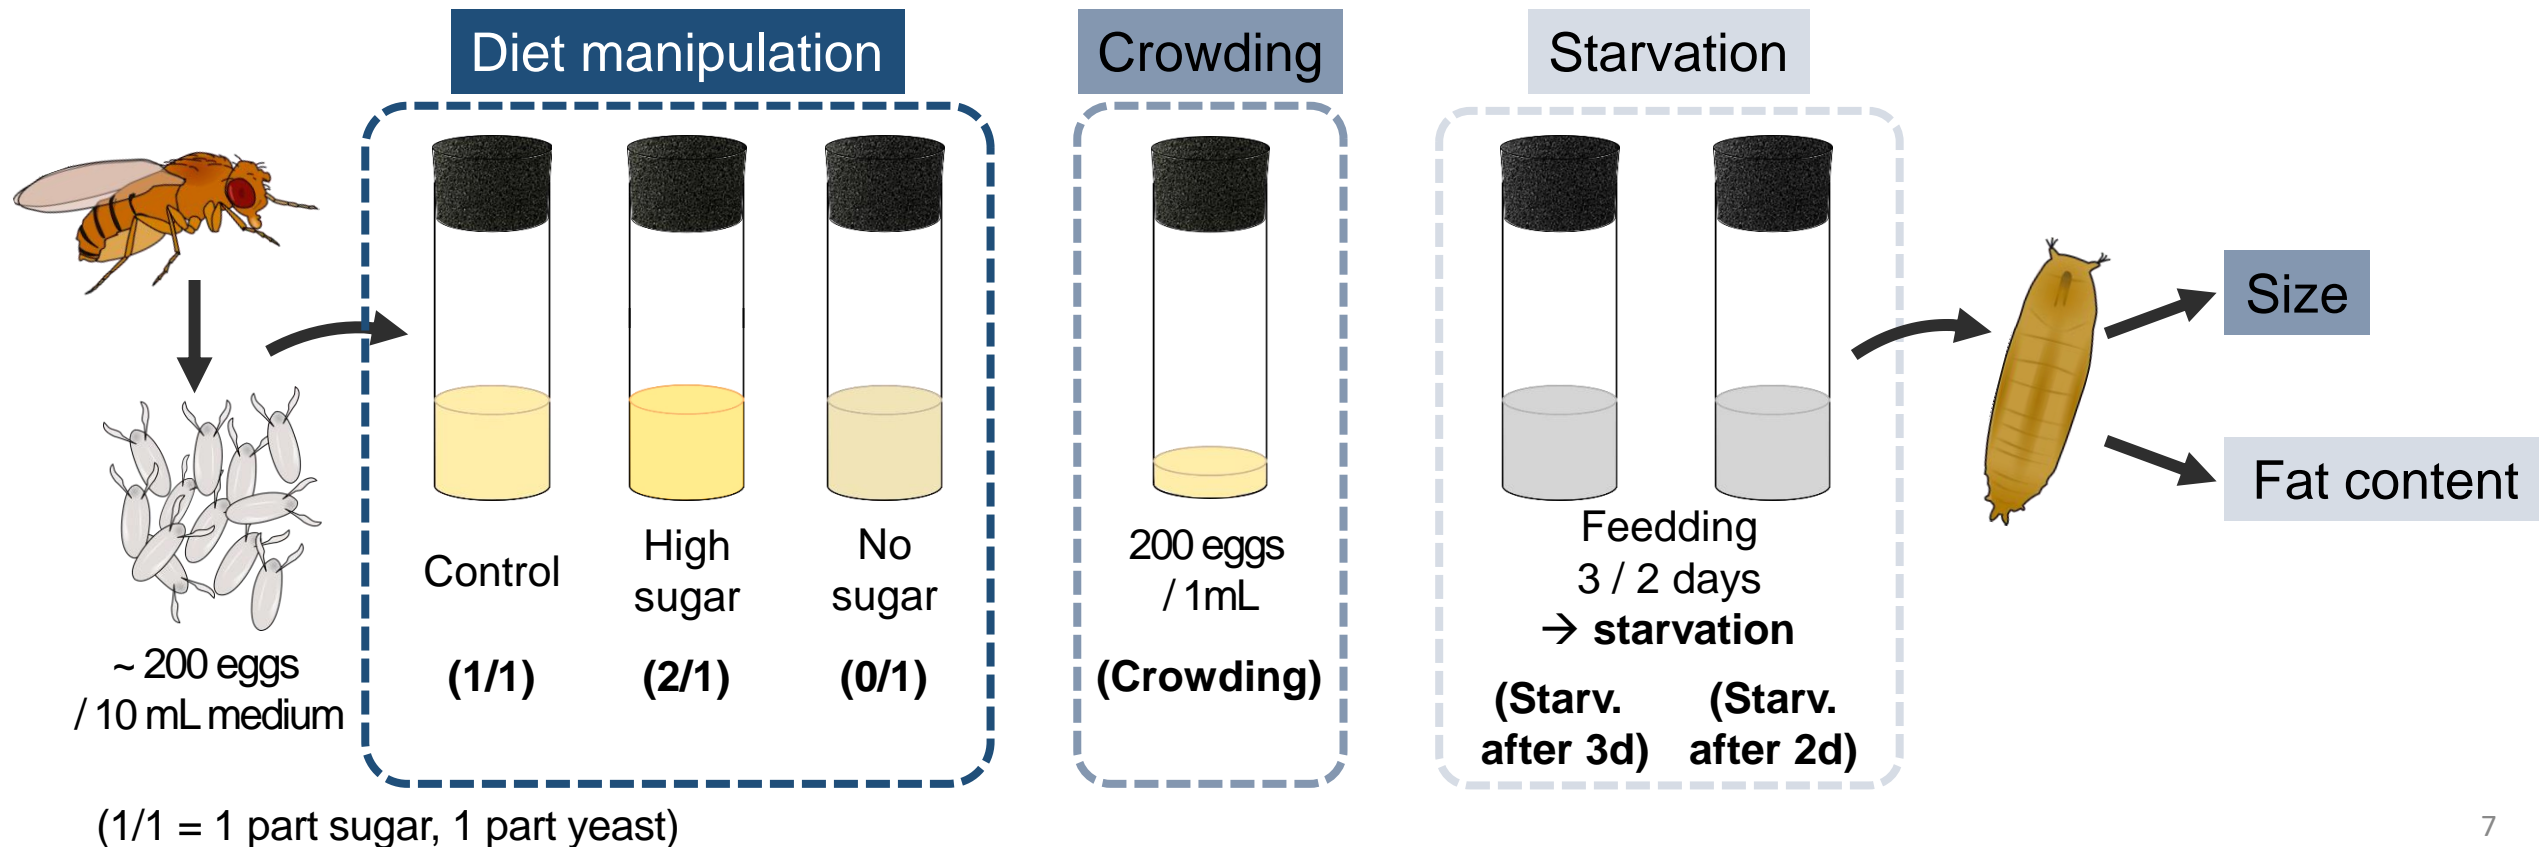 Diet manipulation
Crowding
Starvation
Control
High
sugar
No
sugar
(1/1)
(2/1)
(0/1)
200 eggs
/ 1mL
(Crowding)
Feedding
3 / 2 days
→ starvation
(Starv.
after 3d)
(Starv.
after 2d)
Size
Fat content
~ 200 eggs
/ 10 mL medium
(1/1 = 1 part sugar, 1 part yeast)
7